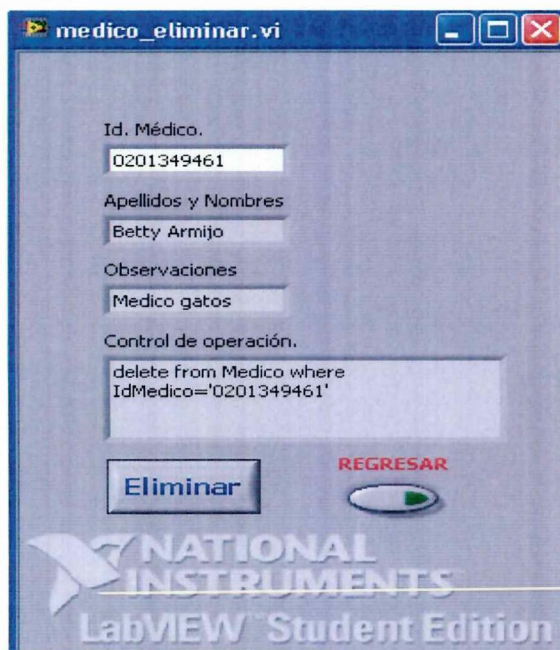 medico_eliminar.vi
Id. Médico.
0201349461
Apellidos y Nombres
Betty Armijo
Observaciones
Medico gatos
Control de operación.
delete from Medico where
IdMedico='0201349461'
Eliminar
REGRESAR
NATIONAL
INSTRUMENTS
LabVIEW™ Student Edition